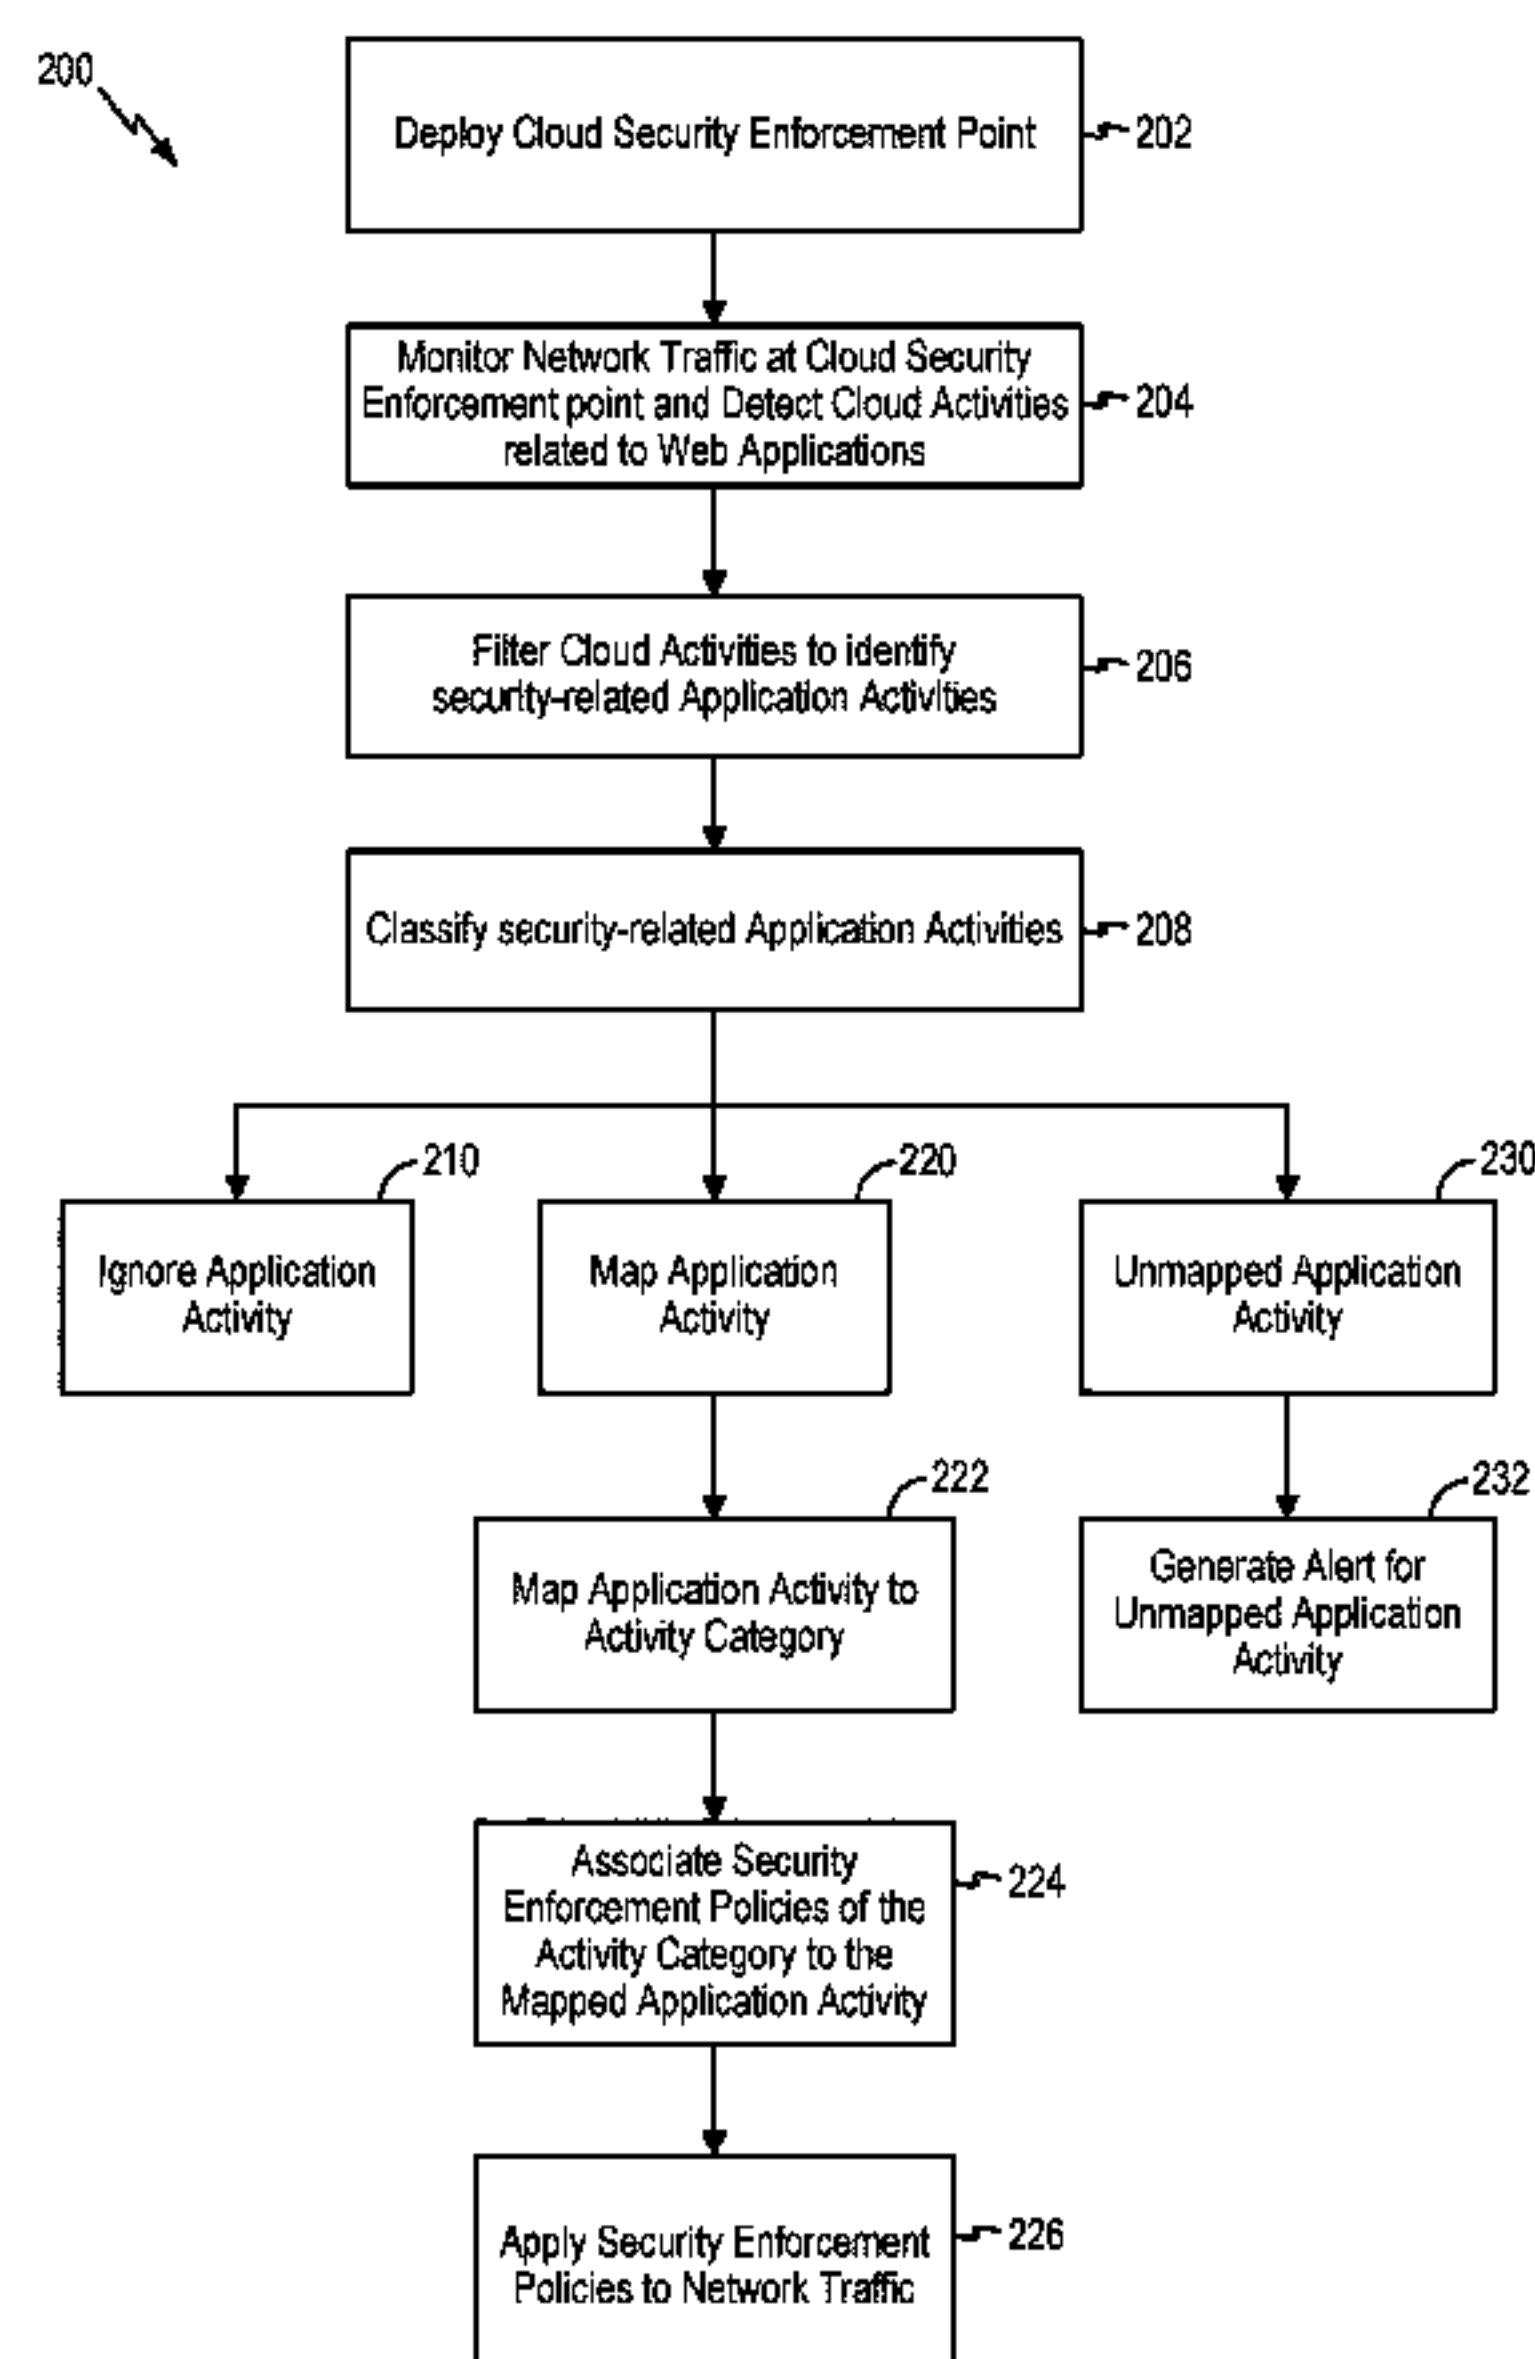 200
Deploy Cloud Security Enforcement Point
202
Monitor Network Traffic at Cloud Security
Enforcement point and Detect Cloud Activities
related to Web Applications
204
Filter Cloud Activities to identify
security-related Application Activities
206
Classify security-related Application Activities
208
210
Ignore Application
Activity
220
Map Application
Activity
230
Unmapped Application
Activity
222
Map Application Activity to
Activity Category
232
Generate Alert for
Unmapped Application
Activity
Associate Security
Enforcement Policies of the
Activity Category to the
Mapped Application Activity
224
Apply Security Enforcement
Policies to Network Traffic
226